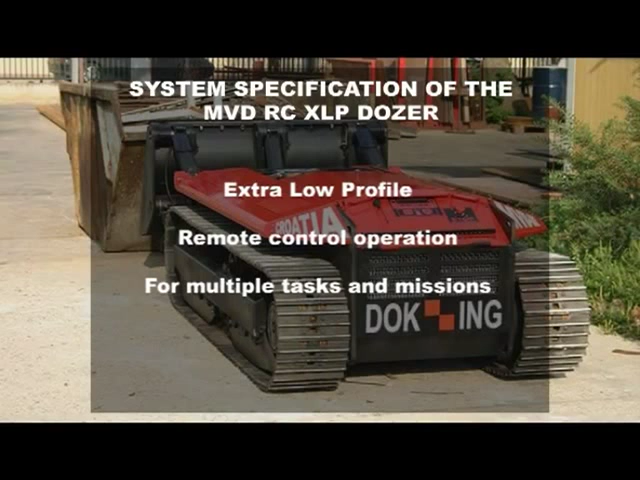 SYSTEM SPECIFICATION OF THE
MVD RC XLP DOZER
Extra Low Profile
CROATIA
Remote control operation
For multiple tasks and missions
DOK ING